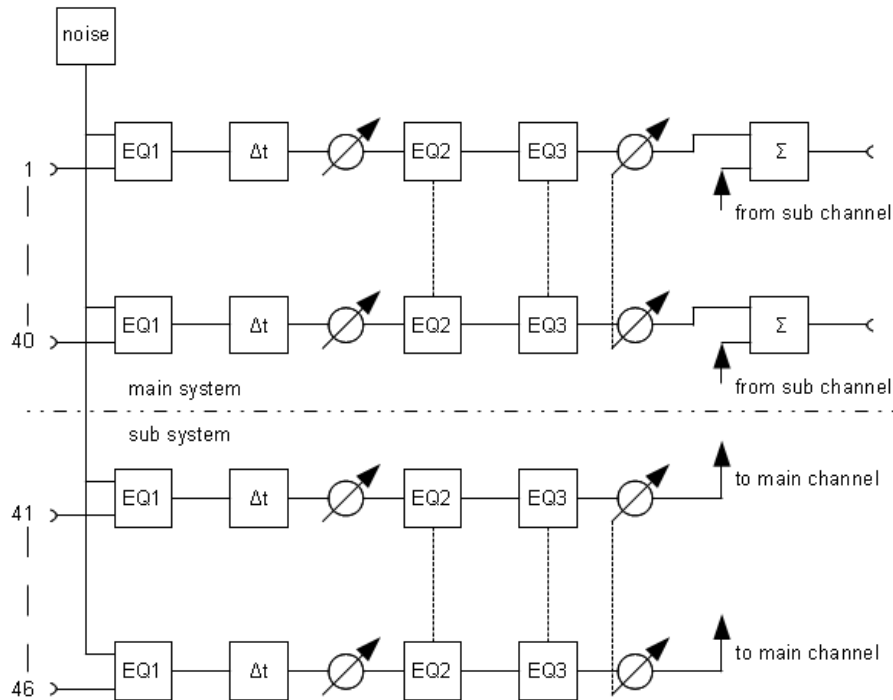 noise
EQ1 Δt EQ2 EQ3 Σ
1
from sub channel
EQ1 Δt EQ2 EQ3 Σ
40
main system
from sub channel
sub system
EQ1 Δt EQ2 EQ3
to main channel
41
EQ1 Δt EQ2 EQ3
to main channel
46